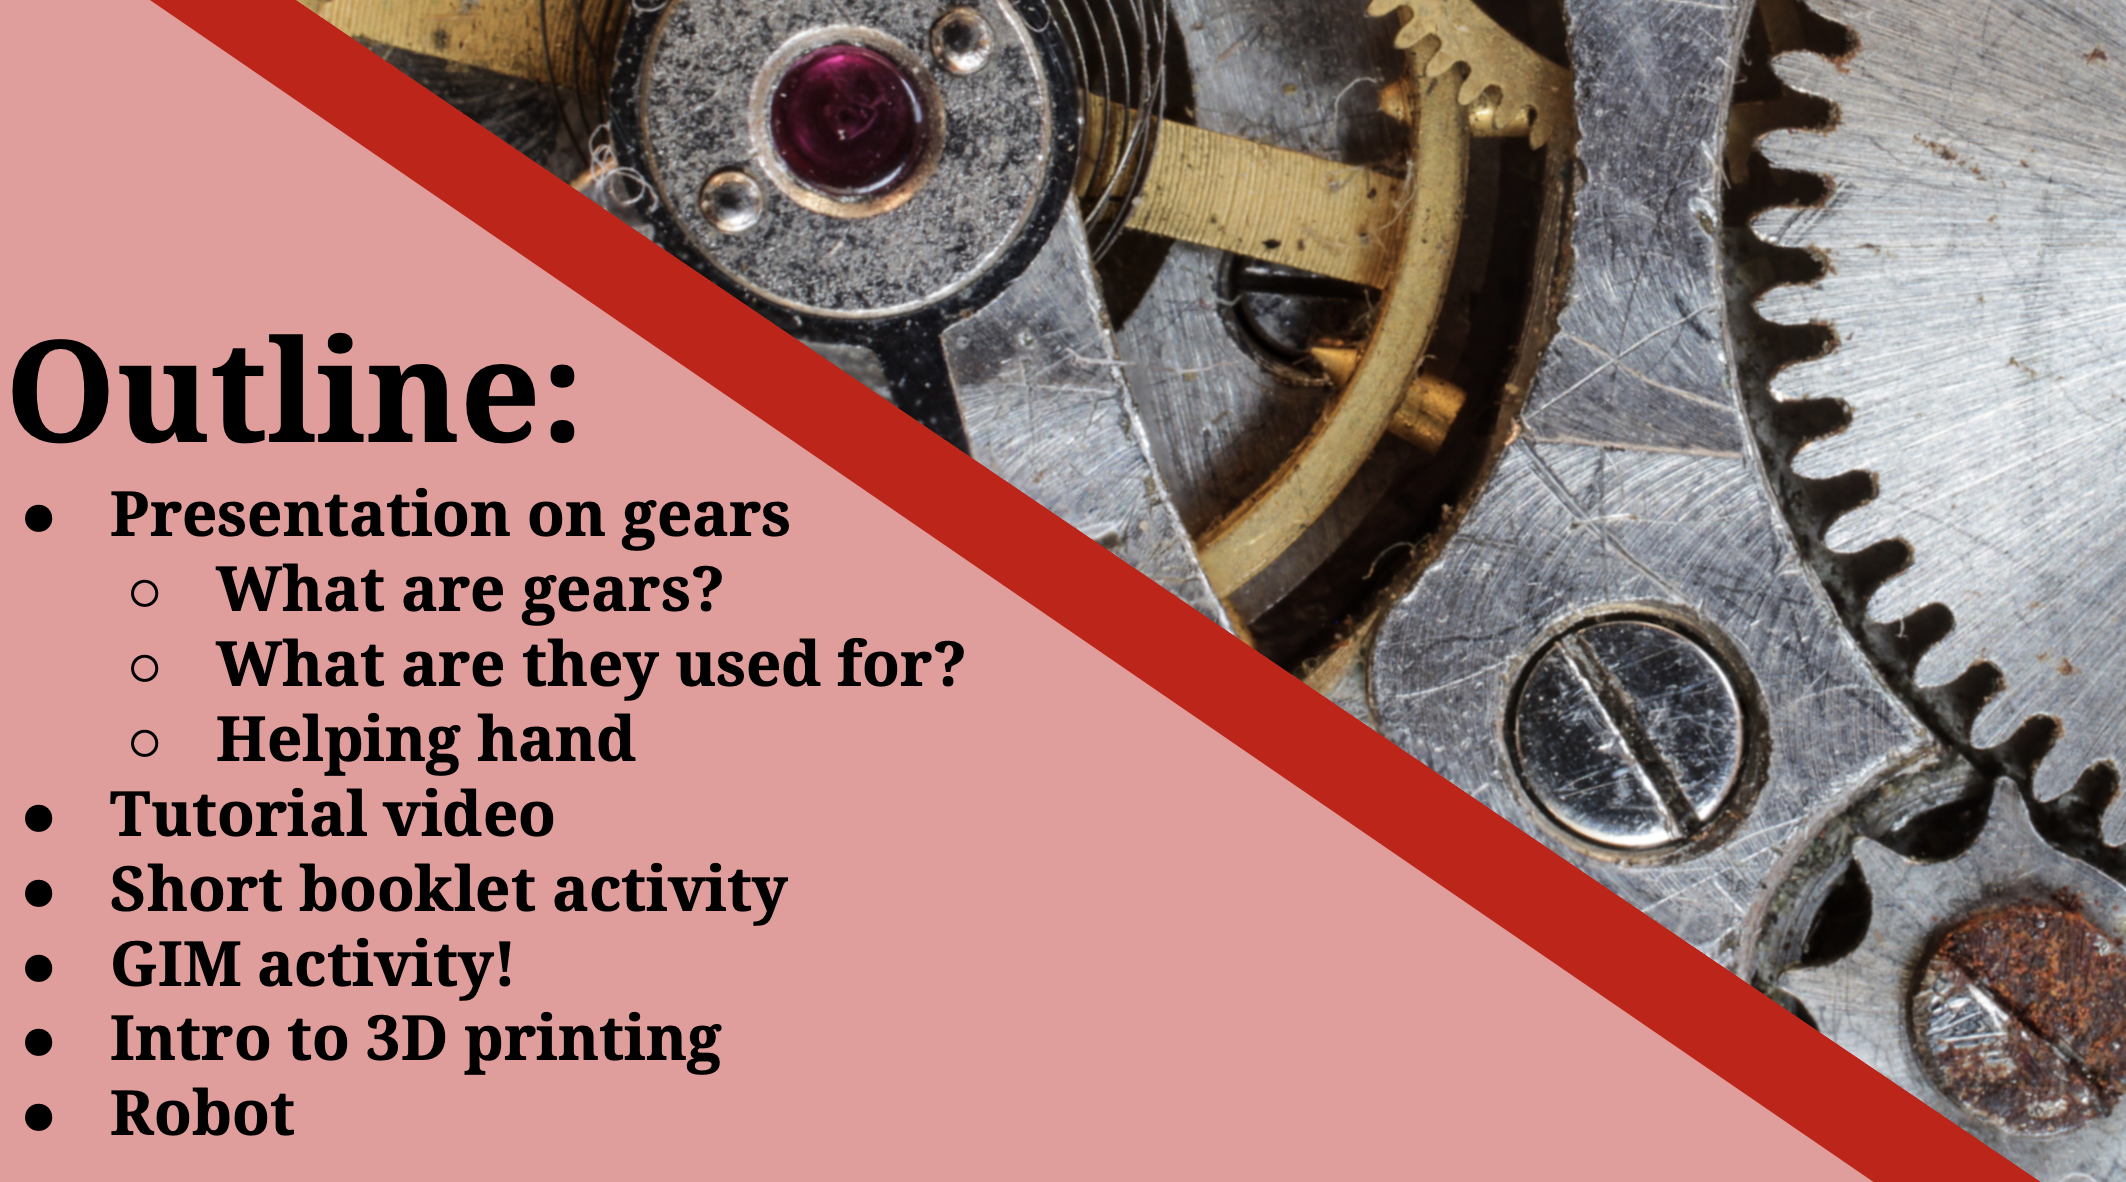 Outline:
● Presentation on gears
○ What are gears?
○ What are they used for?
○ Helping hand
● Tutorial video
● Short booklet activity
● GIM activity!
● Intro to 3D printing
● Robot